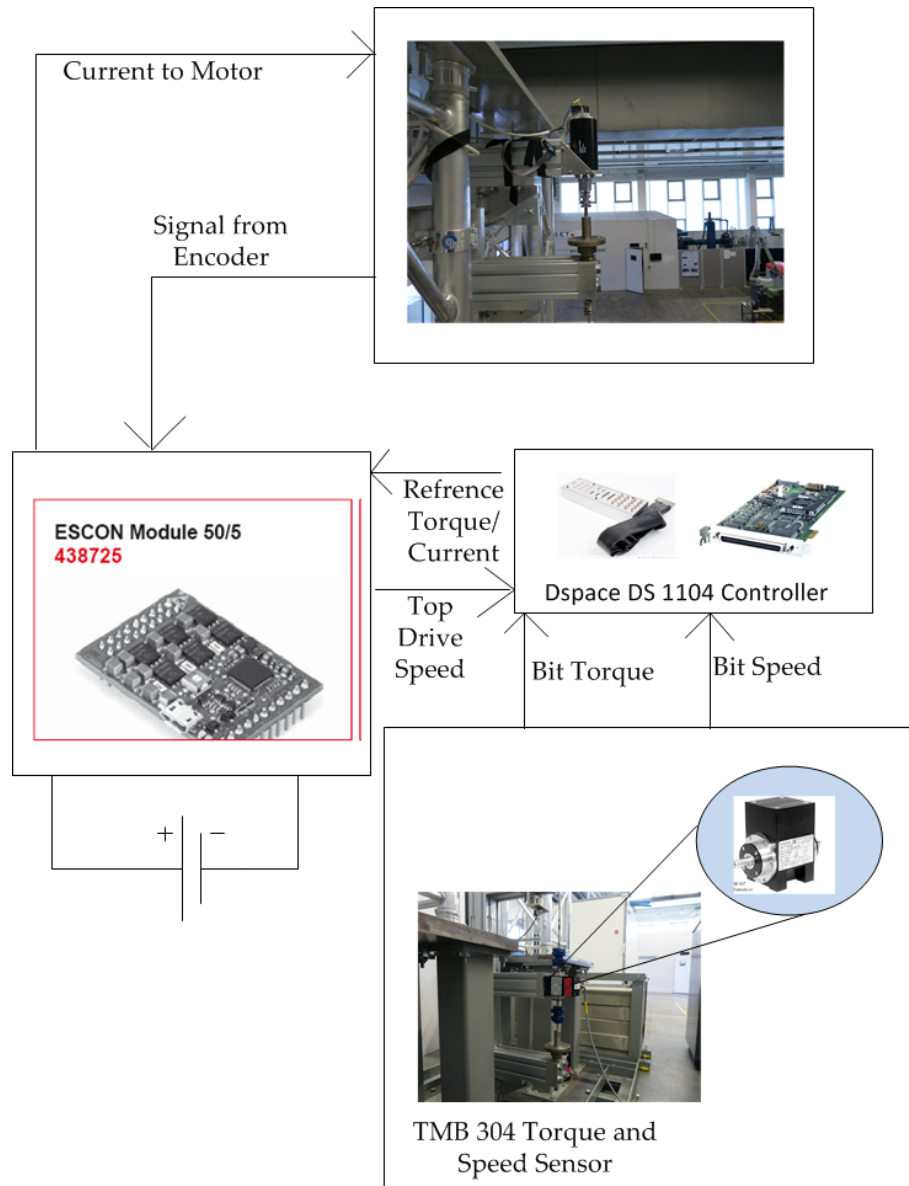 Current to Motor
Signal from
Encoder
ESCON Module 50/5
438725
Refrence
Torque/
Current
Dspace DS 1104 Controller
Top
Drive
Speed
Bit Torque
Bit Speed
+ −
TMB 304 Torque and
Speed Sensor